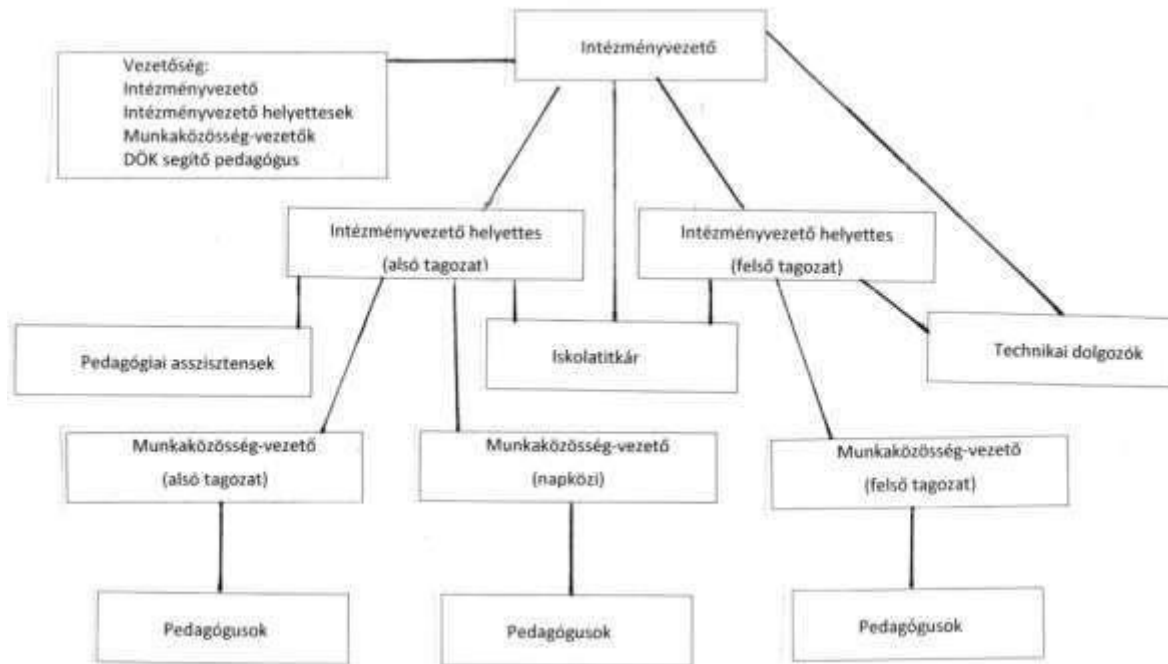 Intézményvezető
Vezetőség:
Intézményvezető
Intézményvezető helyettesek
Munkaközösség-vezetők
DÖK segítő pedagógus
Intézményvezető helyettes
(alsó tagozat)
Intézményvezető helyettes
(felső tagozat)
Pedagógiai asszisztensek
Iskolatitkár
Technikai dolgozók
Munkaközösség-vezető
(alsó tagozat)
Munkaközösség-vezető
(napközi)
Munkaközösség-vezető
(felső tagozat)
Pedagógusok
Pedagógusok
Pedagógusok